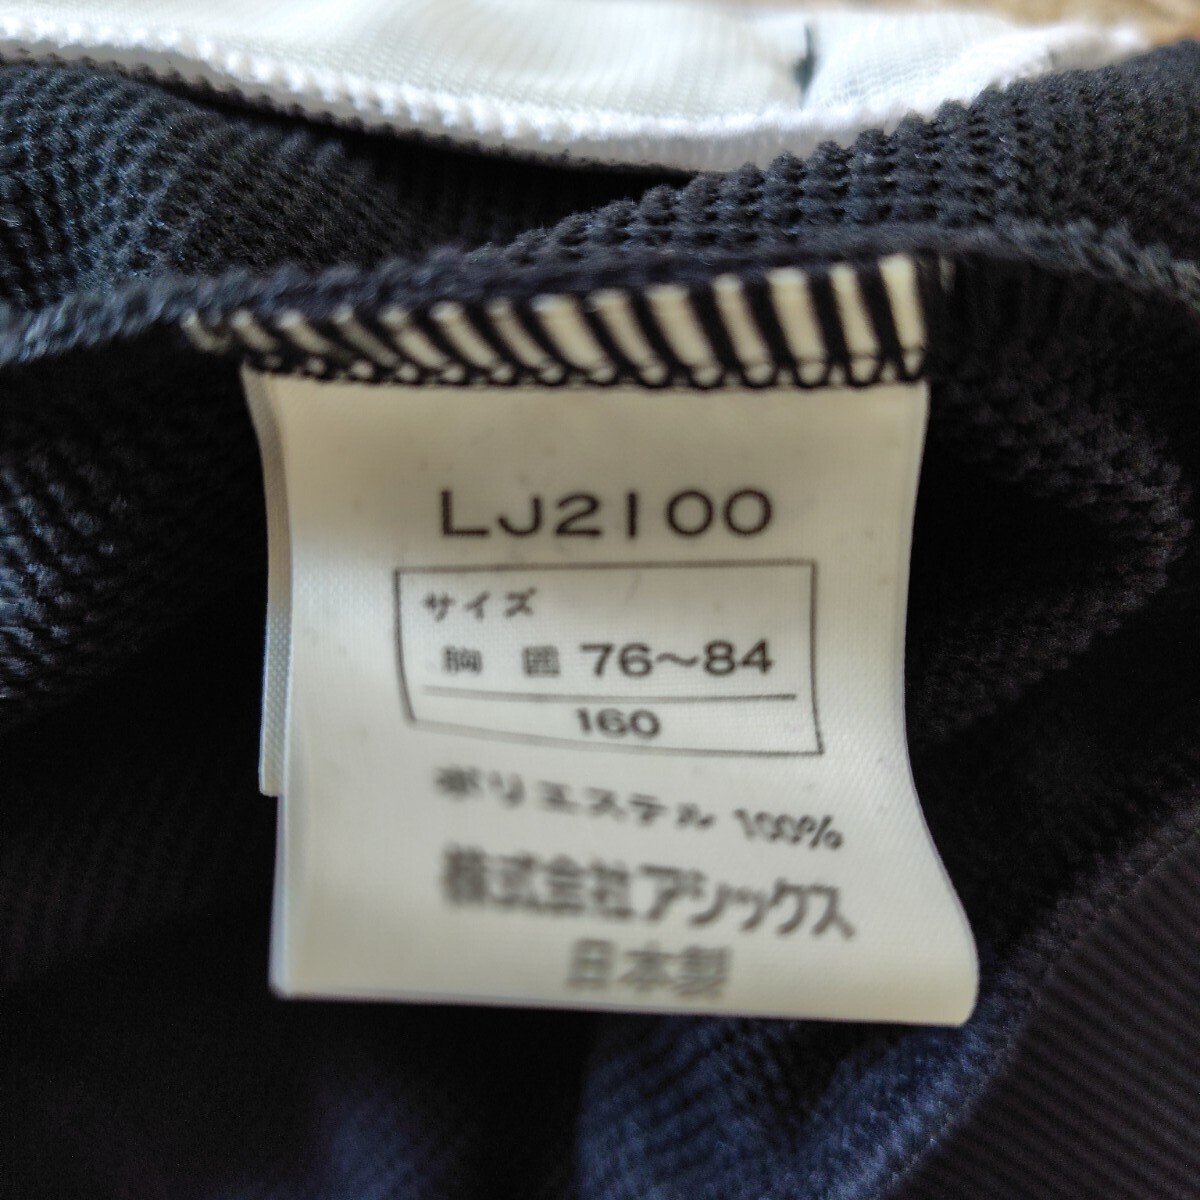 LJ2100
サイズ
胸囲 76〜84
160
ポリエステル 100%
株式会社アシックス
日本製